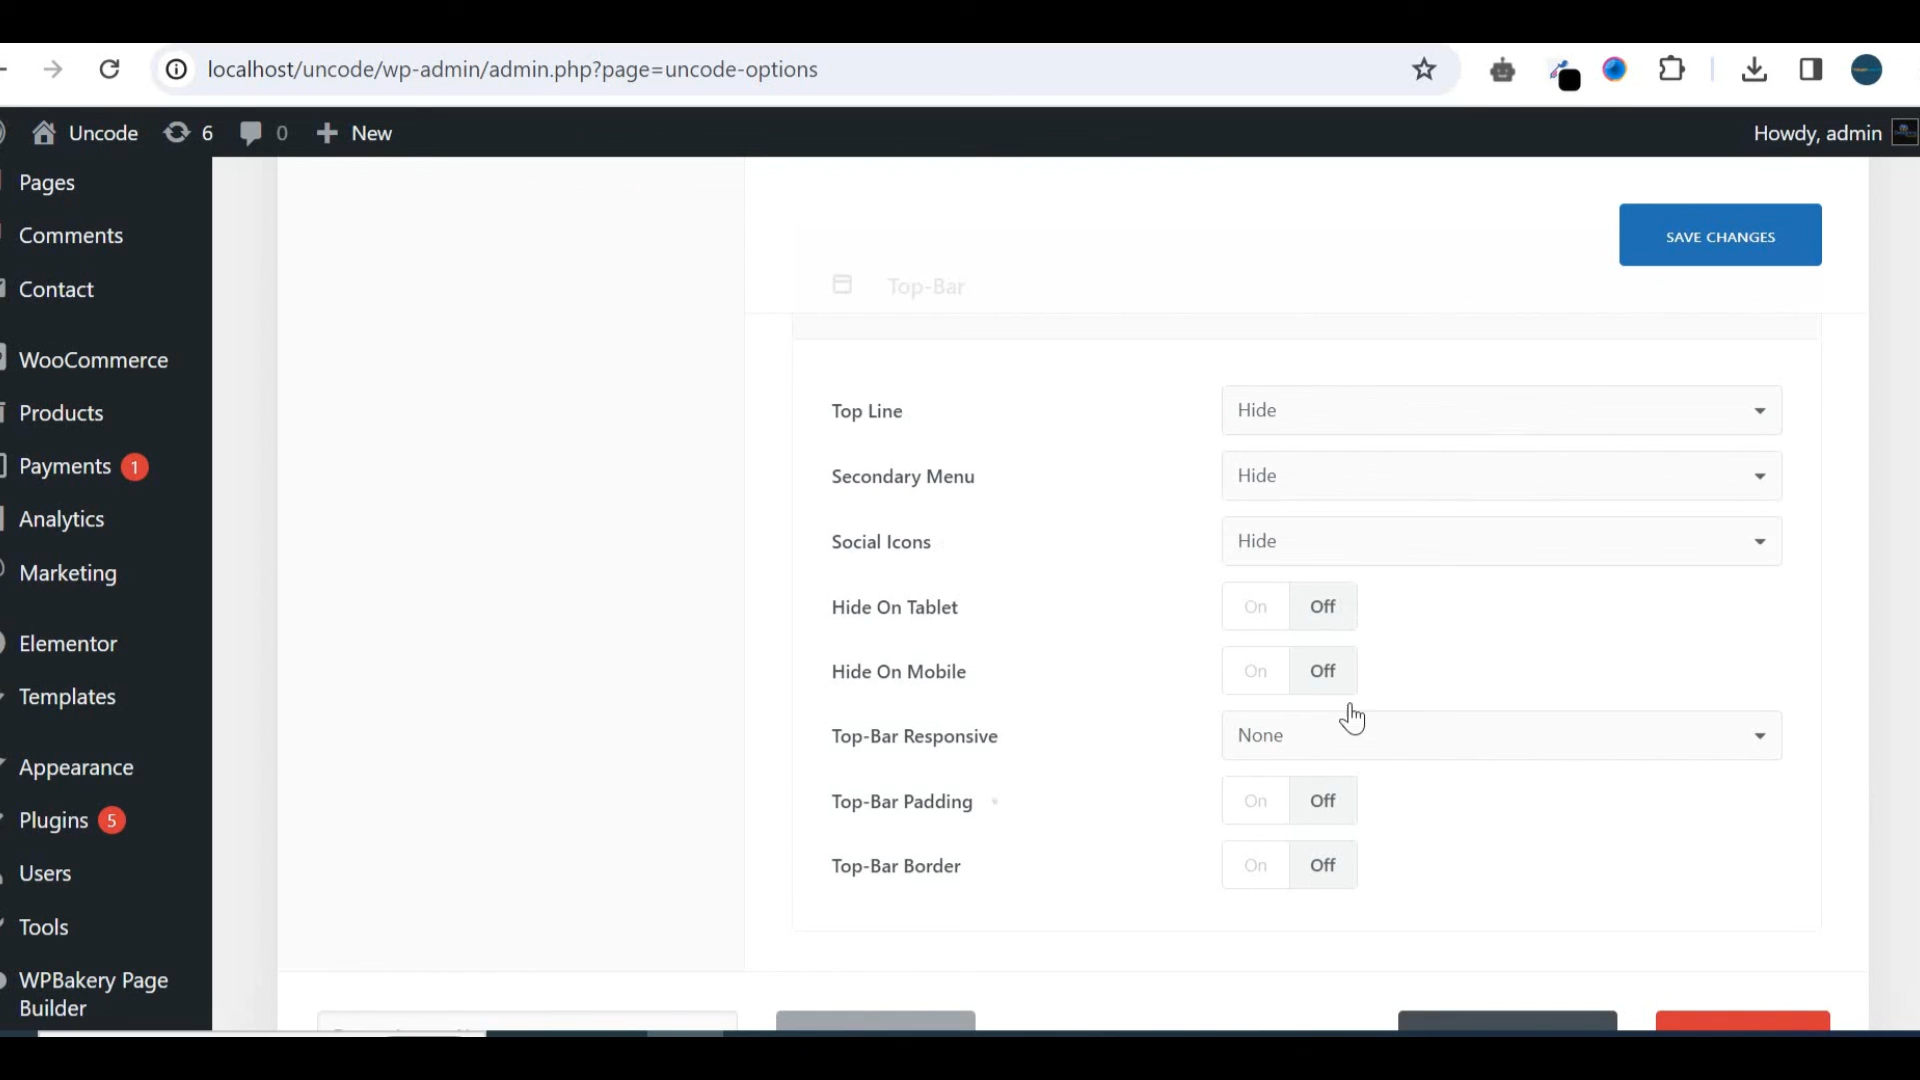 localhost/uncode/wp-admin/admin.php?page=uncode-options
Uncode 6 0 New Howdy, admin
Pages
Comments
Contact
WooCommerce
Products
Payments 1
Analytics
Marketing
Elementor
Templates
Appearance
Plugins 5
Users
Tools
WPBakery Page
Builder
SAVE CHANGES
Top-Bar
Top Line Hide
Secondary Menu Hide
Social Icons Hide
Hide On Tablet On Off
Hide On Mobile On Off
Top-Bar Responsive None
Top-Bar Padding On Off
Top-Bar Border On Off